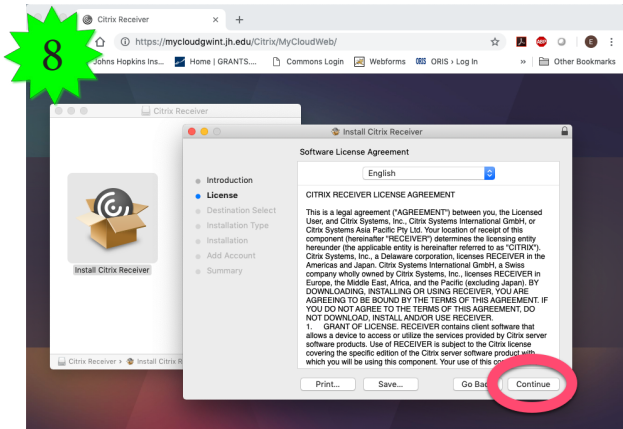 8
Citrix Receiver
https://mycloudgwint.jh.edu/Citrix/MyCloudWeb/
ABP
E
Johns Hopkins Ins...
Home | GRANTS....
Commons Login
Webforms
ORIS ORIS › Log In
»
Other Bookmarks
Citrix Receiver
Install Citrix Receiver
Software License Agreement
English
Introduction
License
Destination Select
Installation Type
Installation
Add Account
Summary
CITRIX RECEIVER LICENSE AGREEMENT
This is a legal agreement ("AGREEMENT") between you, the Licensed
User, and Citrix Systems, Inc., Citrix Systems International GmbH, or
Citrix Systems Asia Pacific Pty Ltd. Your location of receipt of this
component (hereinafter "RECEIVER") determines the licensing entity
hereunder (the applicable entity is hereinafter referred to as "CITRIX").
Citrix Systems, Inc., a Delaware corporation, licenses RECEIVER in the
Americas and Japan. Citrix Systems International GmbH, a Swiss
company wholly owned by Citrix Systems, Inc., licenses RECEIVER in
Europe, the Middle East, Africa, and the Pacific (excluding Japan). BY
DOWNLOADING, INSTALLING OR USING RECEIVER, YOU ARE
AGREEING TO BE BOUND BY THE TERMS OF THIS AGREEMENT. IF
YOU DO NOT AGREE TO THE TERMS OF THIS AGREEMENT, DO
NOT DOWNLOAD, INSTALL AND/OR USE RECEIVER.
1. GRANT OF LICENSE. RECEIVER contains client software that
allows a device to access or utilize the services provided by Citrix server
software products. Use of RECEIVER is subject to the Citrix license
covering the specific edition of the Citrix server software product with
which you will be using this component. Your use of this
Install Citrix Receiver
Citrix Receiver › Install Citrix R
Print...
Save...
Go Back
Continue